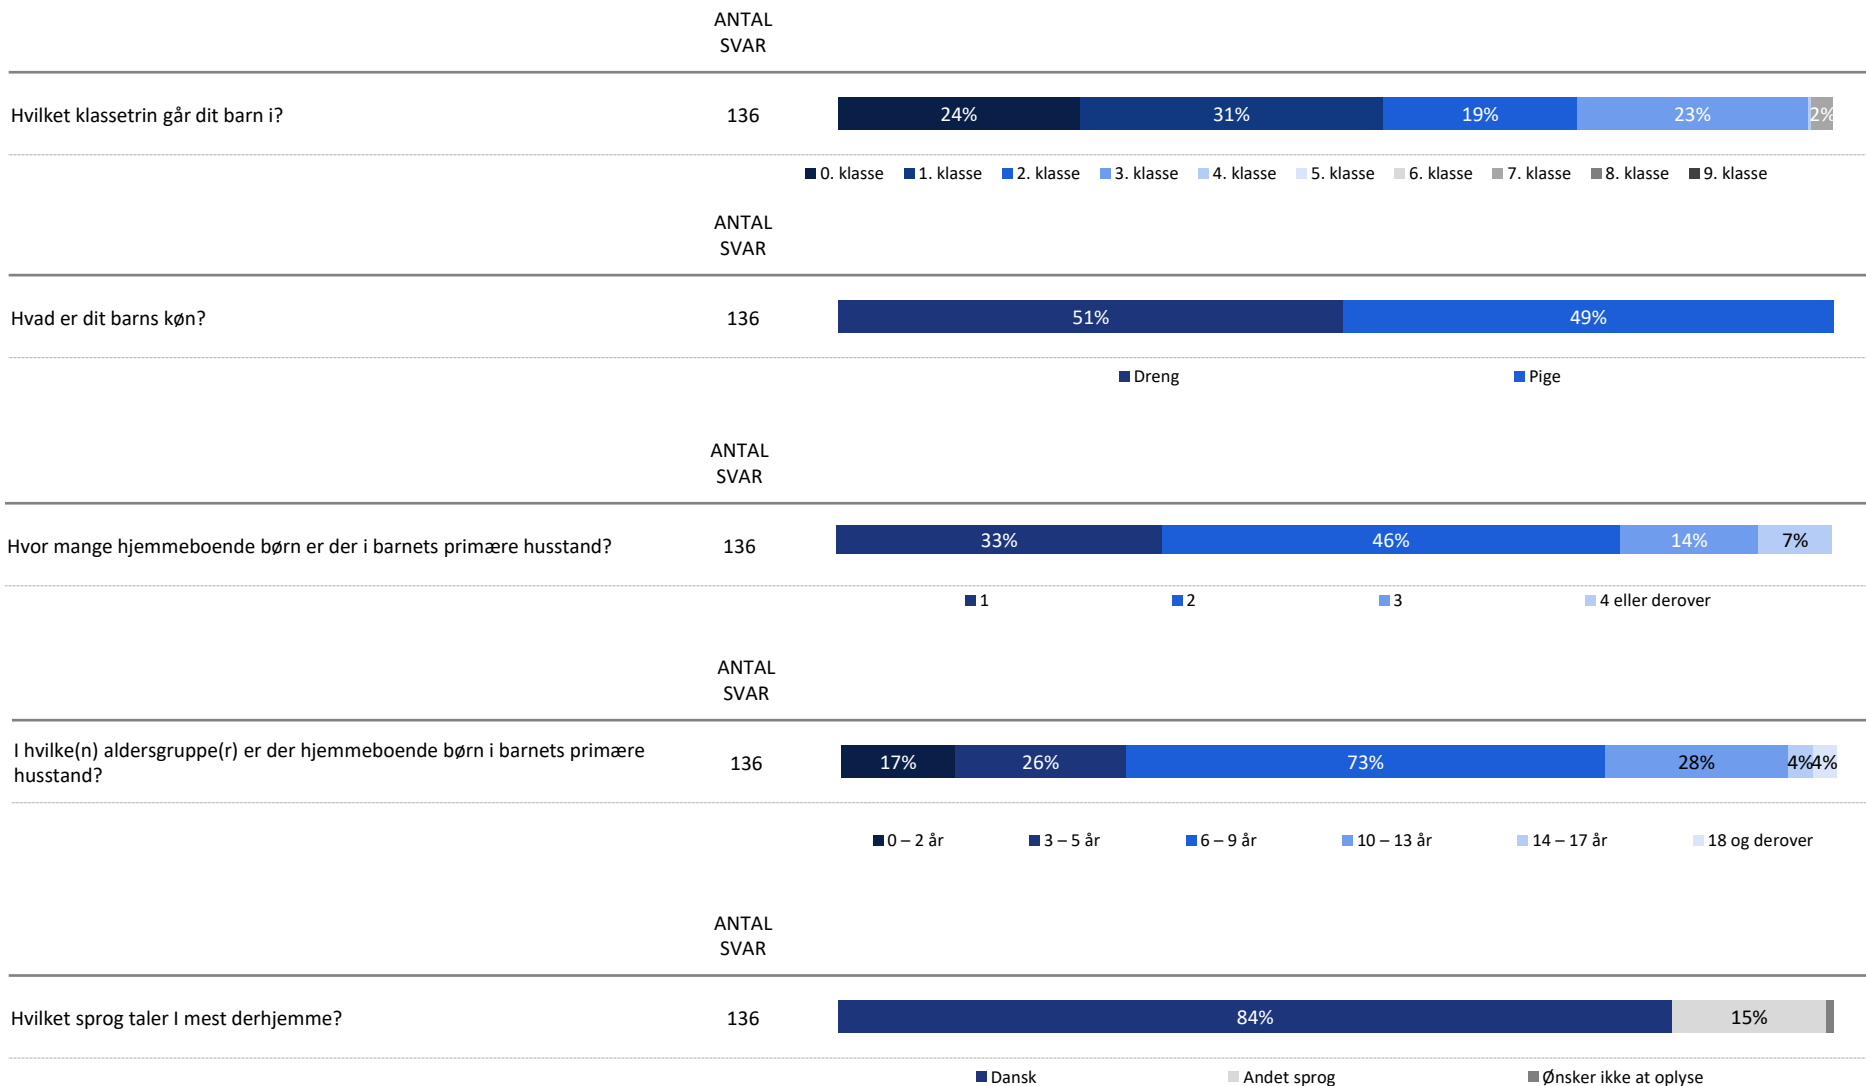 ANTAL
SVAR
Hvilket klassetrin går dit barn i?
136
24%
31%
19%
23%
2%
0. klasse
1. klasse
2. klasse
3. klasse
4. klasse
5. klasse
6. klasse
7. klasse
8. klasse
9. klasse
ANTAL
SVAR
Hvad er dit barns køn?
136
51%
49%
Dreng
Pige
ANTAL
SVAR
Hvor mange hjemmeboende børn er der i barnets primære husstand?
136
33%
46%
14%
7%
1
2
3
4 eller derover
ANTAL
SVAR
I hvilke(n) aldersgruppe(r) er der hjemmeboende børn i barnets primære
husstand?
136
17%
26%
73%
28%
4%
4%
0 – 2 år
3 – 5 år
6 – 9 år
10 – 13 år
14 – 17 år
18 og derover
ANTAL
SVAR
Hvilket sprog taler I mest derhjemme?
136
84%
15%
Dansk
Andet sprog
Ønsker ikke at oplyse